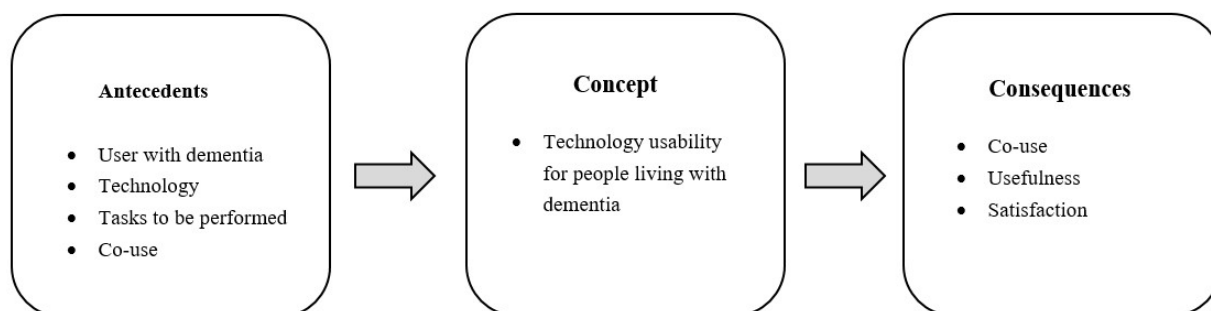 Antecedents
• User with dementia
• Technology
• Tasks to be performed
• Co-use
Concept
• Technology usability
for people living with
dementia
Consequences
• Co-use
• Usefulness
• Satisfaction